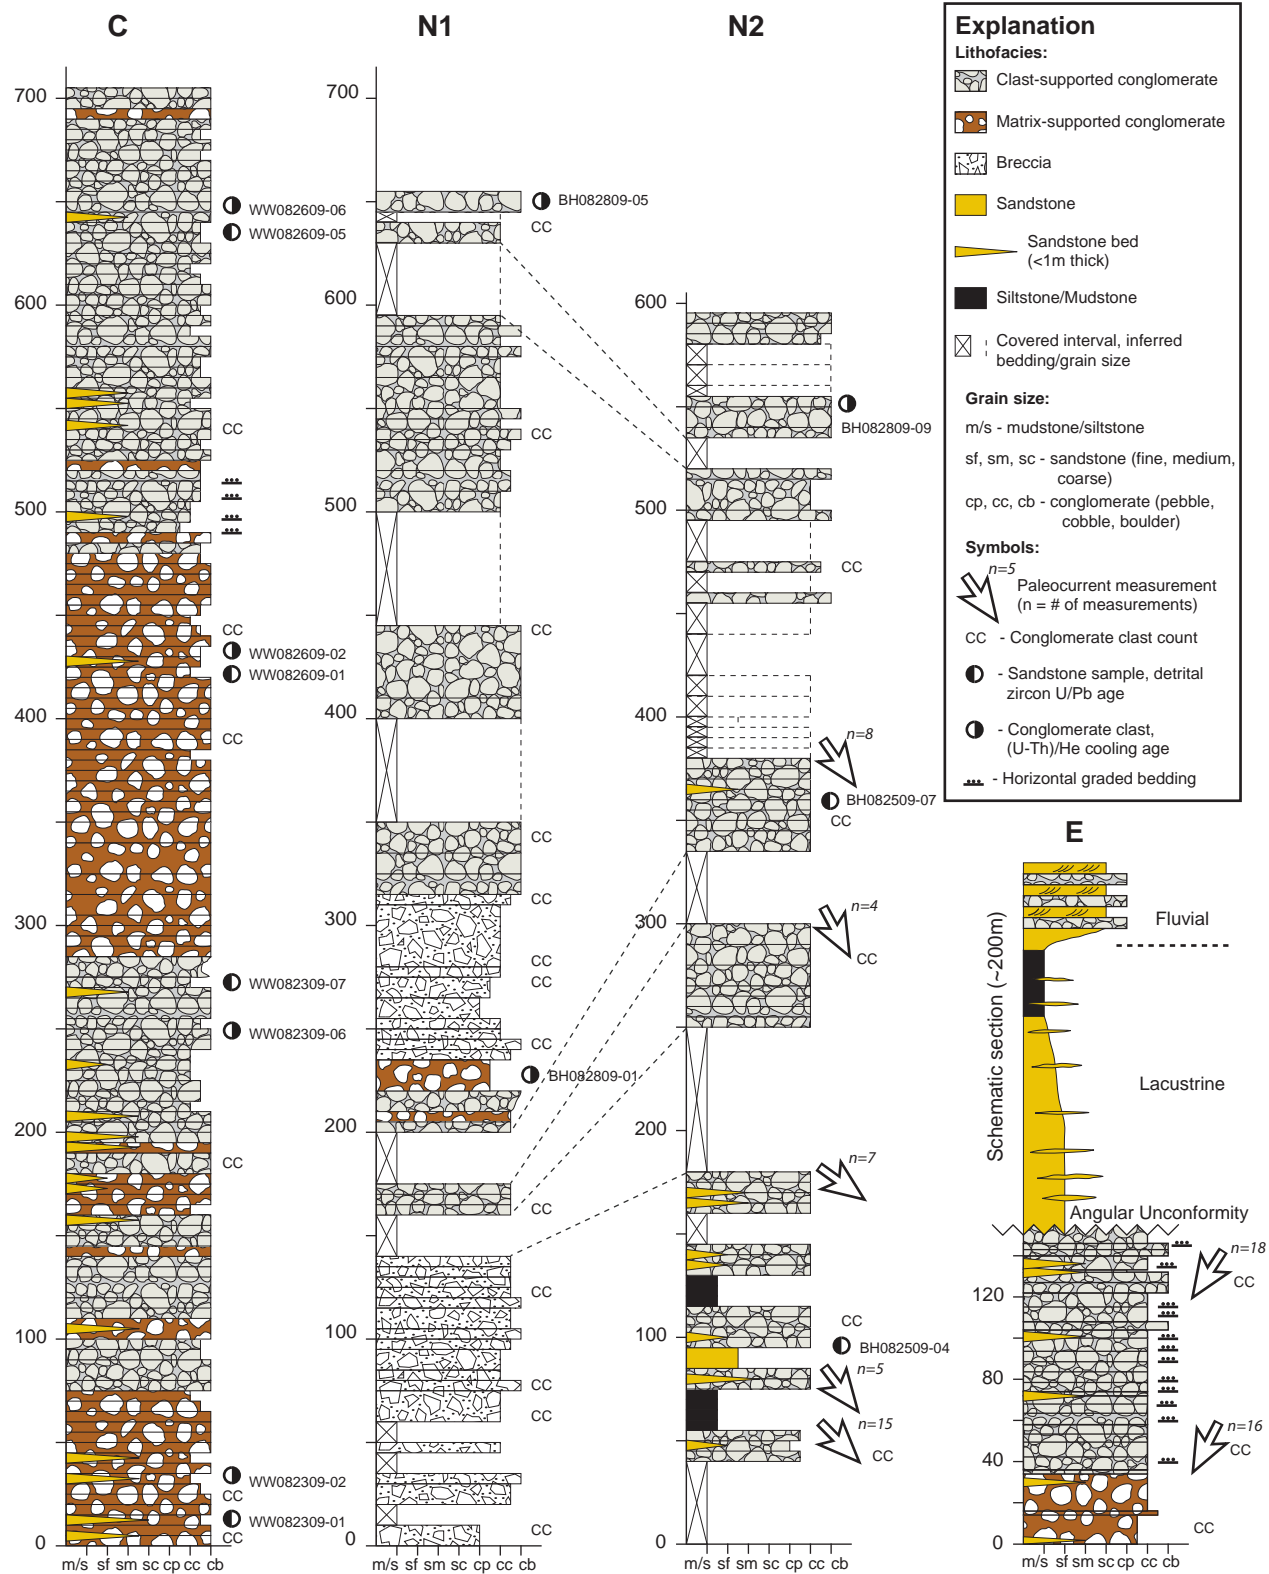 C
N1
N2
Explanation
Lithofacies:
Clast-supported conglomerate
Matrix-supported conglomerate
Breccia
Sandstone
Sandstone bed
(<1m thick)
Siltstone/Mudstone
Covered interval, inferred
bedding/grain size
Grain size:
m/s - mudstone/siltstone
sf, sm, sc - sandstone (fine, medium,
coarse)
cp, cc, cb - conglomerate (pebble,
cobble, boulder)
Symbols:
n=5
Paleocurrent measurement
(n = # of measurements)
CC - Conglomerate clast count
- Sandstone sample, detrital
zircon U/Pb age
- Conglomerate clast,
(U-Th)/He cooling age
- Horizontal graded bedding
700
600
500
400
300
200
100
0
WW082609-06
WW082609-05
CC
CC
WW082609-02
WW082609-01
CC
WW082309-07
WW082309-06
CC
WW082309-02
CC
WW082309-01
CC
m/s sf sm sc cp cc cb
700
600
500
400
300
200
100
0
BH082809-05
CC
CC
CC
CC
CC
CC
CC
CC
BH082809-01
CC
CC
CC
CC
CC
m/s sf sm sc cp cc cb
600
500
400
300
200
100
0
BH082809-09
CC
n=8
BH082509-07
CC
n=4
CC
n=7
CC
BH082509-04
n=5
n=15
CC
m/s sf sm sc cp cc cb
E
Schematic section (~200m)
Fluvial
Lacustrine
Angular Unconformity
n=18
CC
120
80
40
0
n=16
CC
CC
m/s sf sm sc cp cc cb